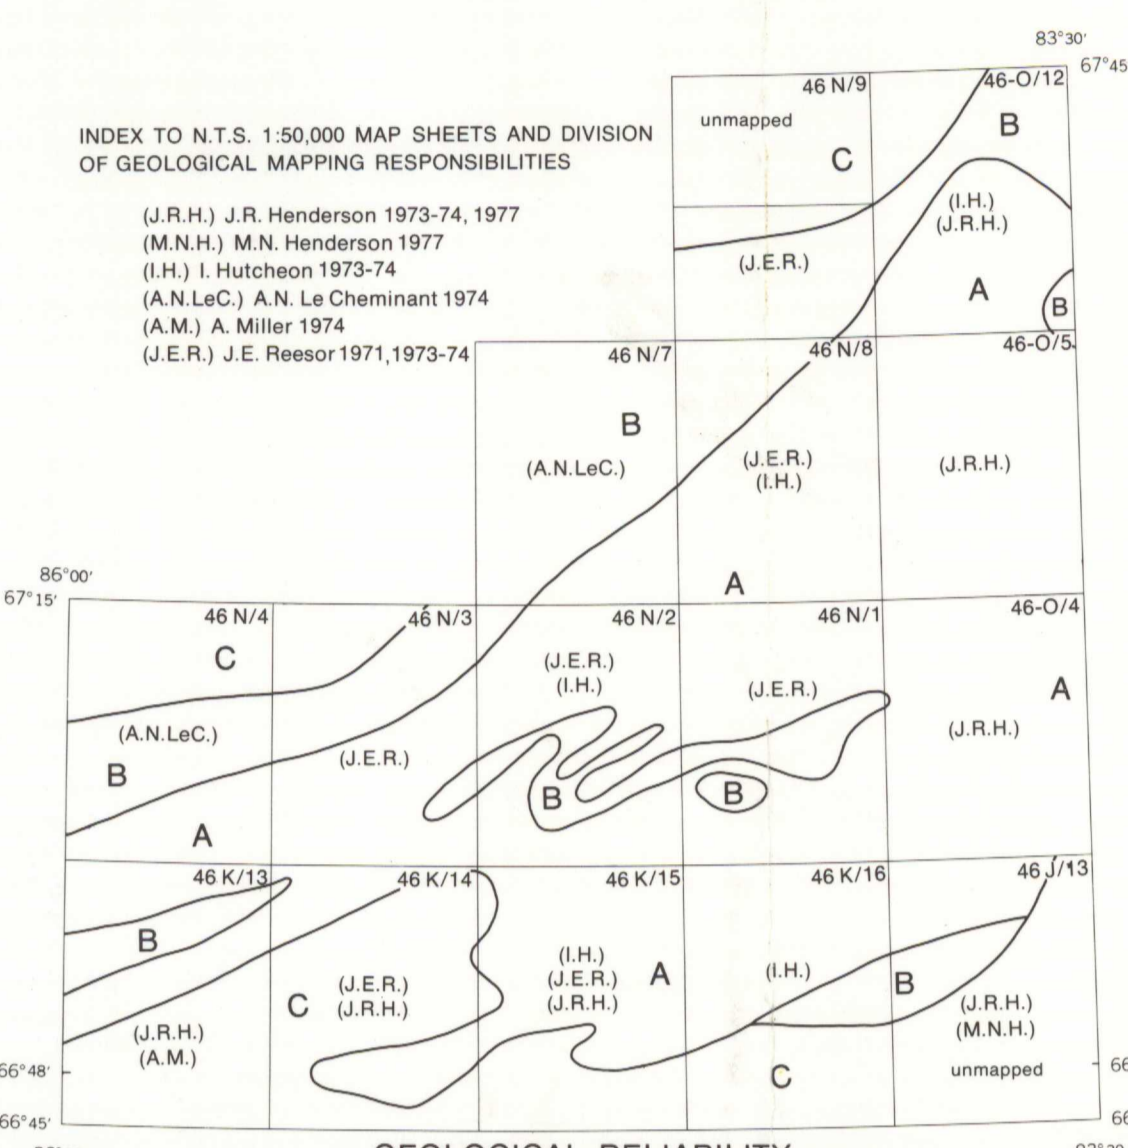 83°30'
67°45
46 N/9
46-O/12
unmapped
B
INDEX TO N.T.S. 1:50,000 MAP SHEETS AND DIVISION
OF GEOLOGICAL MAPPING RESPONSIBILITIES
C
(J.R.H.) J.R. Henderson 1973-74, 1977
(M.N.H.) M.N. Henderson 1977
(I.H.) I. Hutcheon 1973-74
(A.N.LeC.) A.N. Le Cheminant 1974
(A.M.) A. Miller 1974
(J.E.R.) J.E. Reesor 1971,1973-74
(I.H.)
(J.R.H.)
(J.E.R.)
A
B
46 N/7
46 N/8
46-O/5
B
(A.N.LeC.)
(J.E.R.)
(I.H.)
(J.R.H.)
A
86°00'
67°15'
46 N/4
46 N/3
46 N/2
46 N/1
46-O/4
C
(J.E.R.)
(I.H.)
(J.E.R.)
A
(A.N.LeC.)
(J.E.R.)
(J.R.H.)
B
B
B
A
46 K/13
46 K/14
46 K/15
46 K/16
46 J/13
B
(I.H.)
(J.E.R.)
(J.R.H.)
A
(I.H.)
B
C
(J.E.R.)
(J.R.H.)
(J.R.H.)
(M.N.H.)
(J.R.H.)
(A.M.)
unmapped
66°48'
C
66
66°45'
66